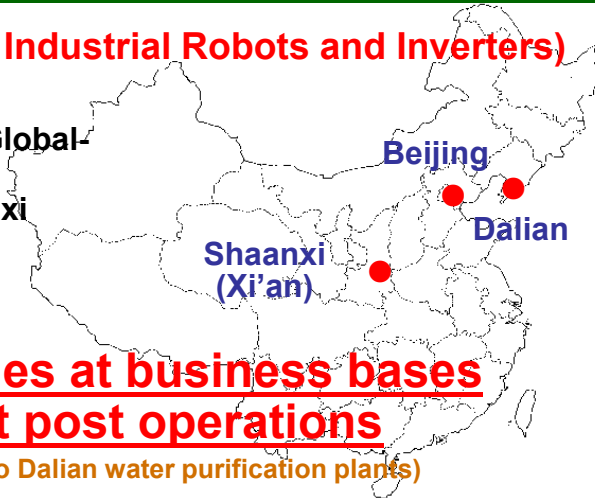 Industrial Robots and Inverters)
Global-
Beijing
xi
Dalian
Shaanxi
(Xi’an)
es at business bases
t post operations
o Dalian water purification plants)